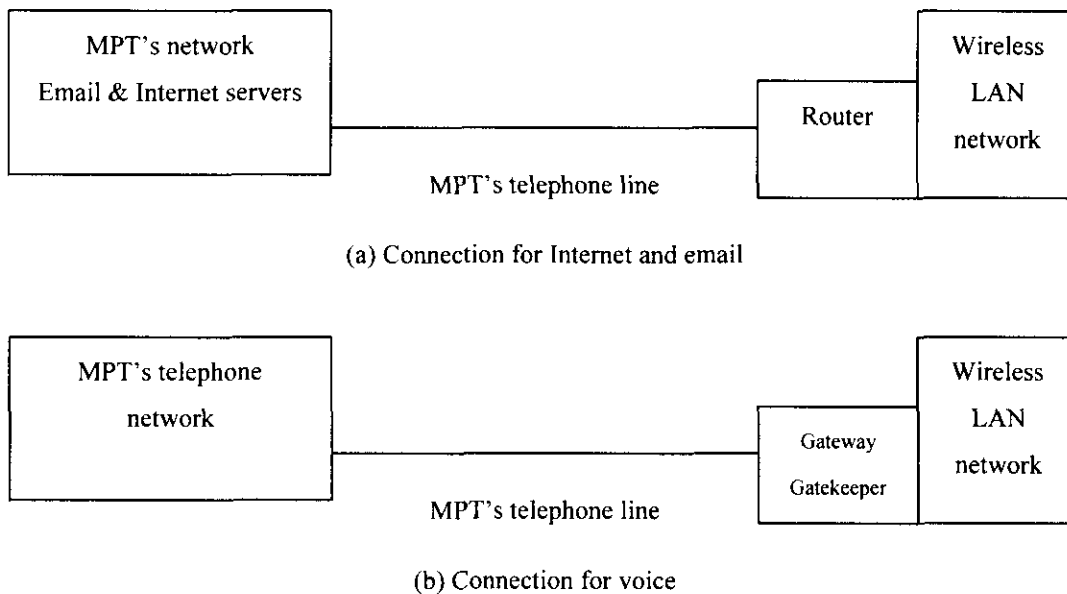 MPT's network
Email & Internet servers
Router
Wireless
LAN
network
MPT's telephone line
(a) Connection for Internet and email
MPT's telephone
network
Gateway
Gatekeeper
Wireless
LAN
network
MPT's telephone line
(b) Connection for voice